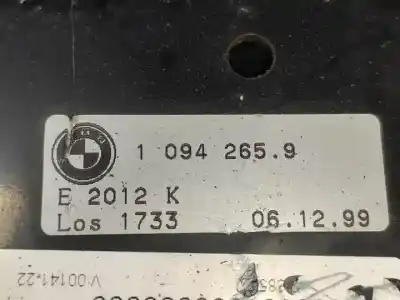 1 094 265.9
E 2012 K
Los 1733 06.12.99
V 00141-22